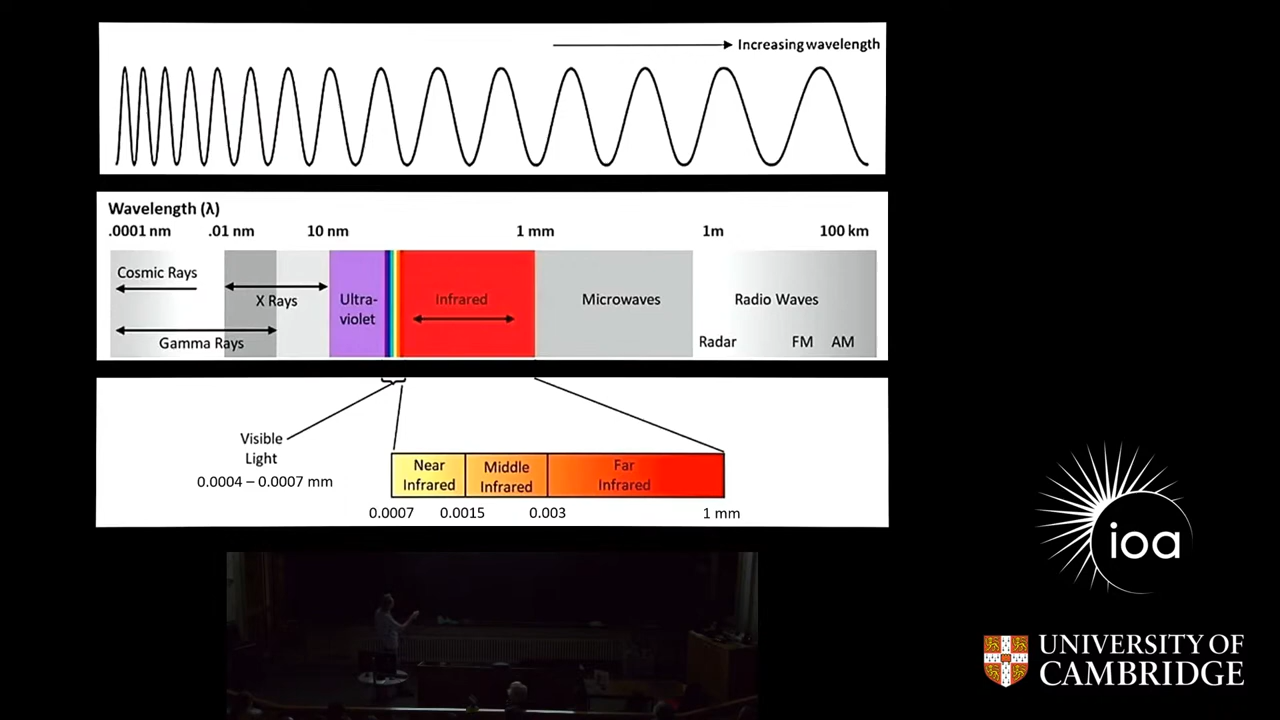 Increasing wavelength
Wavelength (λ)
.0001 nm .01 nm 10 nm 1 mm 1m 100 km
Cosmic Rays
X Rays
Gamma Rays
Ultra-
violet
Infrared
Microwaves
Radio Waves
Radar FM AM
Visible
Light
0.0004 – 0.0007 mm
Near
Infrared
Middle
Infrared
Far
Infrared
0.0007 0.0015 0.003 1 mm
ioa
UNIVERSITY OF
CAMBRIDGE